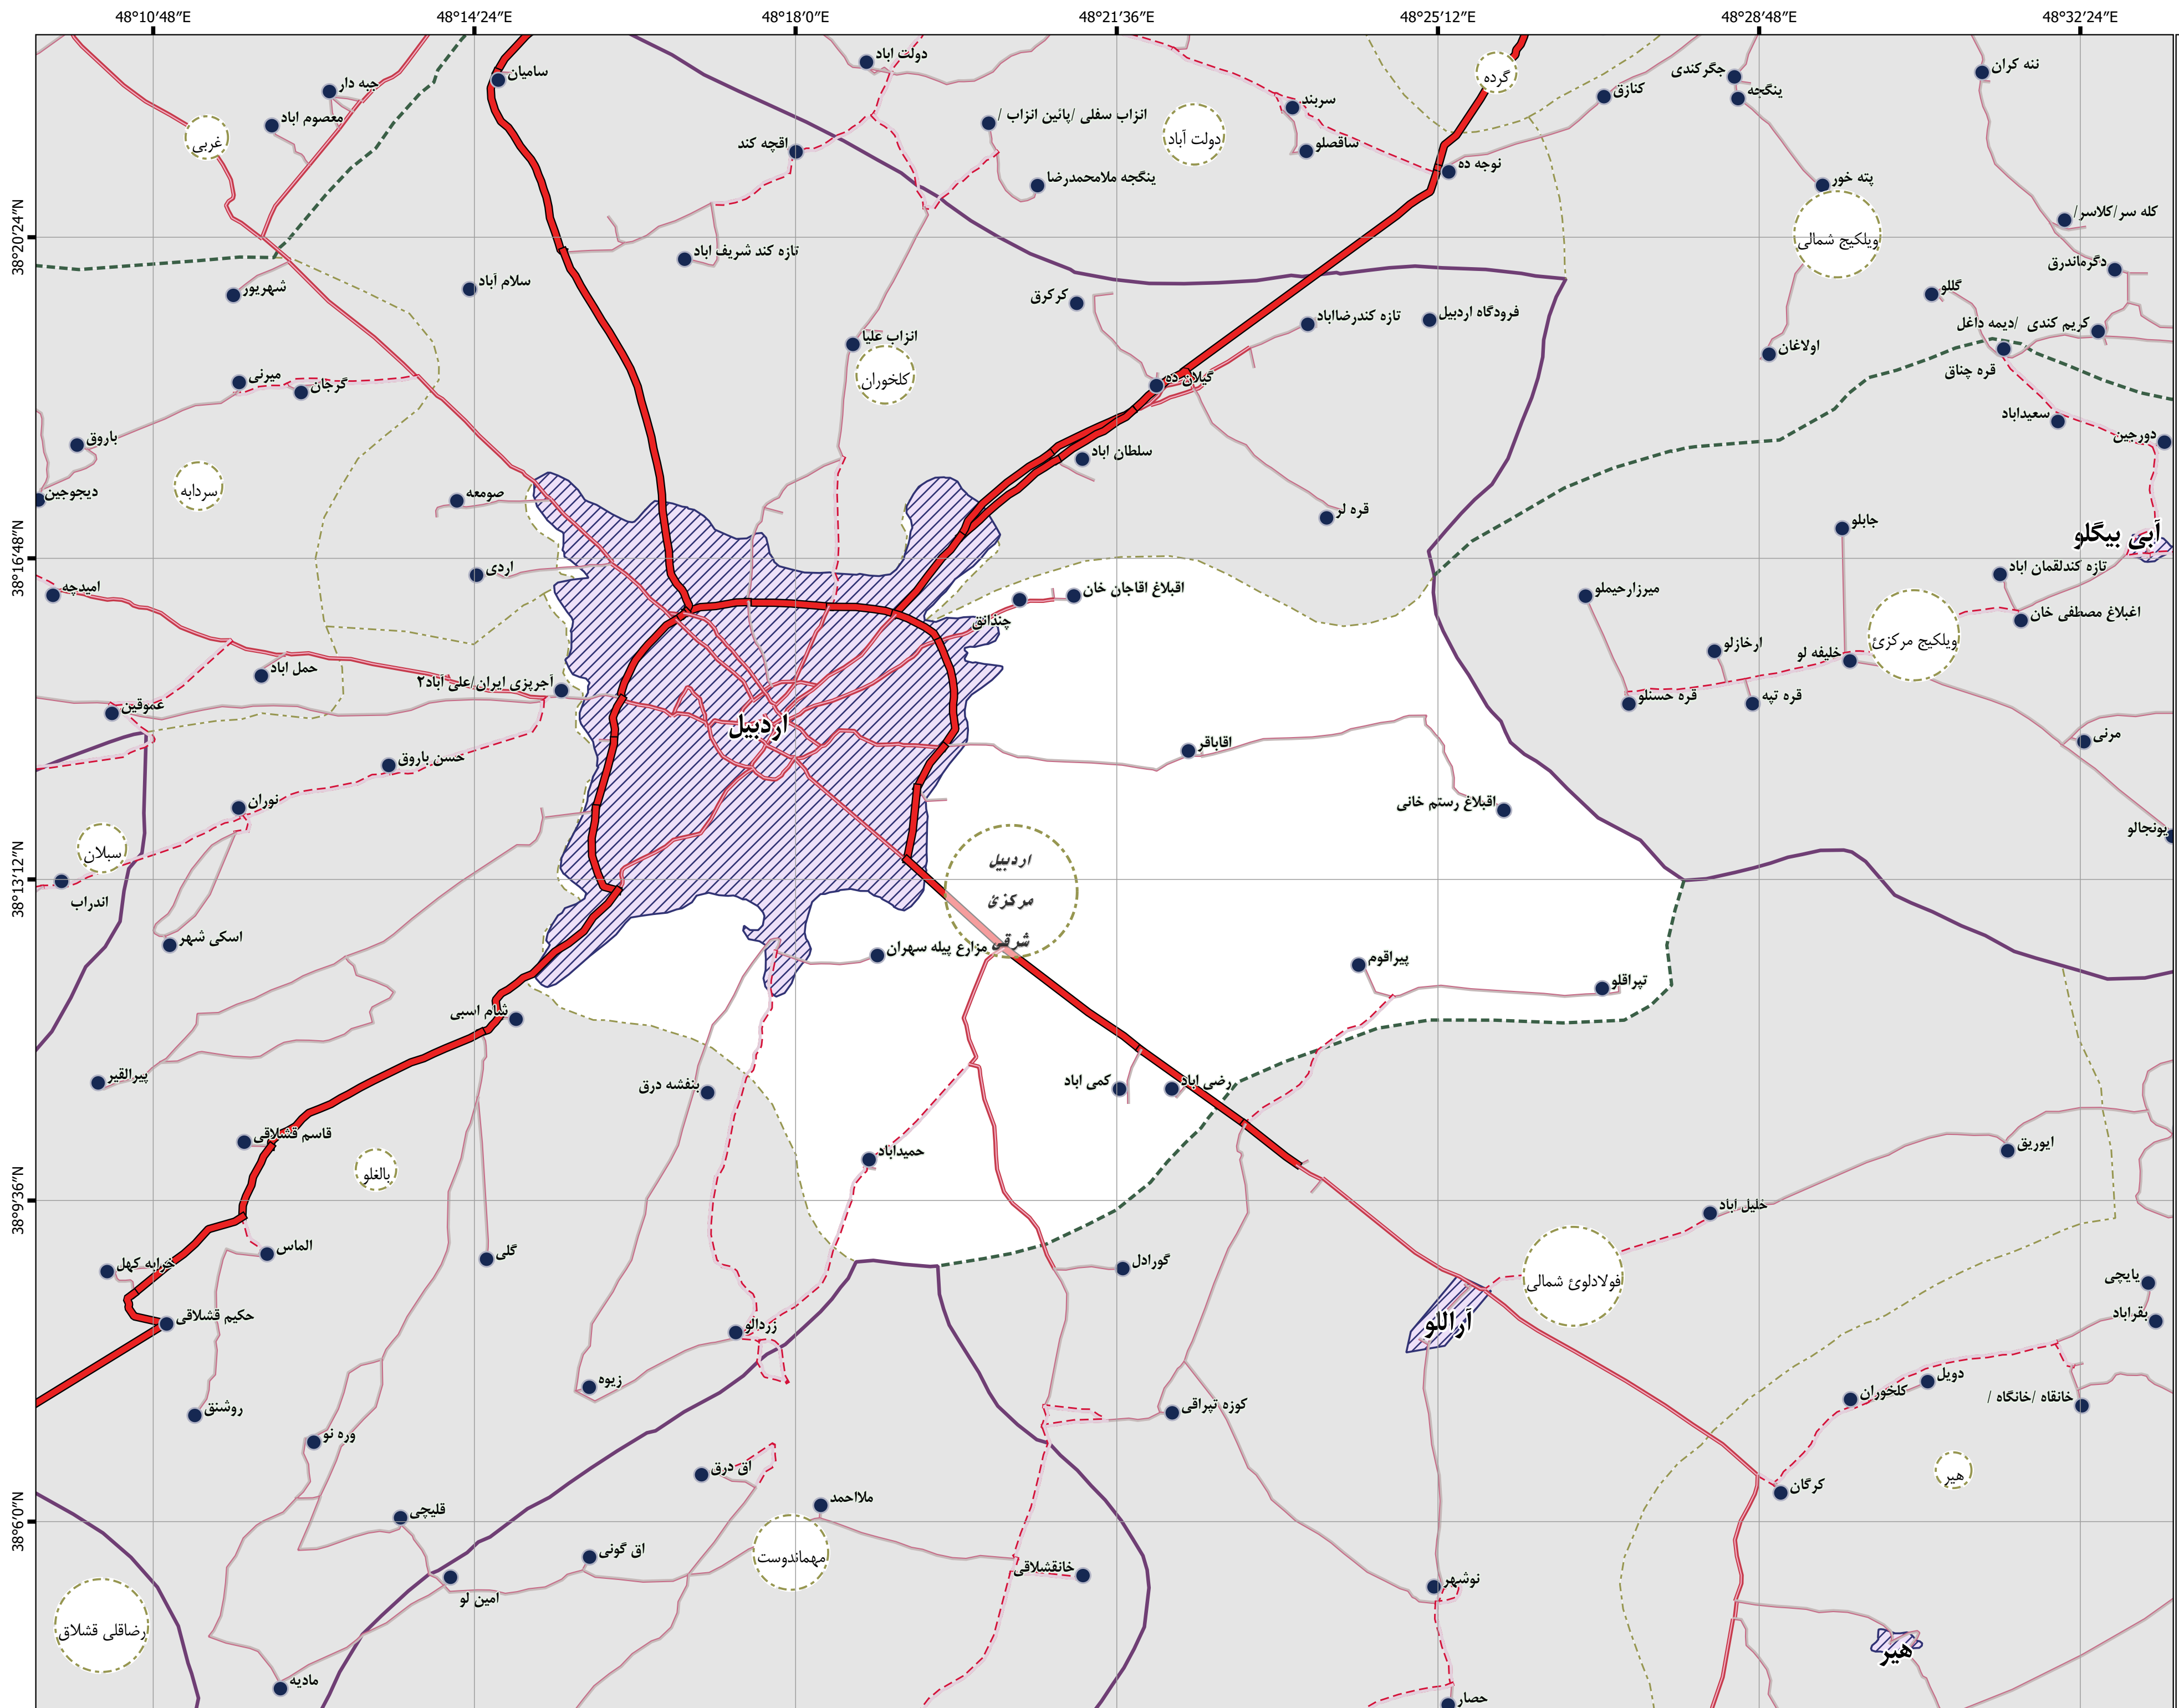 48°10′48″E
48°14′24″E
48°18′0″E
48°21′36″E
48°25′12″E
48°28′48″E
48°32′24″E
38°20′24″N
38°16′48″N
38°13′12″N
38°9′36″N
38°6′0″N
سامیان
دولت اباد
گرده
جگرکندی
ننه کران
جبه دار
معصوم اباد
غربی
انزاب سفلی /پائین انزاب /
دولت آباد
سربند
کنازق
ینگجه
اقچه کند
ساقصلو
نوجه ده
ینگجه ملامحمدرضا
پته خور
کله سر/کلاسر/
ویلکیج شمالی
تازه کند شریف اباد
دگرماندرق
شهریور
سلام آباد
کرکرق
گللو
تازه کندرضااباد
فرودگاه اردبیل
کریم کندی /دیمه داغل
انزاب علیا
اولاغان
قره چناق
کلخوران
میرنی
گرجان
گیلان ده
سعیداباد
باروق
سلطان اباد
دورجین
دیجوجین
سردابه
صومعه
قره لر
جابلو
آبی بیگلو
اردی
تازه کندلقمان اباد
امیدچه
اقبلاغ اقاجان خان
میرزارحیملو
اغبلاغ مصطفی خان
چنذانق
ویلکیج مرکزئ
ارخازلو
خلیفه لو
حمل اباد
آجرپزی ایران/علی آباد۲
قره حسنلو
قره تپه
عموقین
اردبیل
مرنی
اقاباقر
حسن باروق
نوران
اقبلاغ رستم خانی
یونجالو
سبلان
اردبیل
مرکزئ
شرقی
اندراب
اسکی شهر
مزارع پیله سهران
پیراقوم
تپراقلو
شام اسبی
پیرالقیر
بنفشه درق
کمی اباد
رضی اباد
قاسم قشلاقی
ایوریق
یالغلو
حمیداباد
خلیل اباد
الماس
گلی
خرابه کهل
گورادل
فولادلوئ شمالی
یایچی
حکیم قشلاقی
آراللو
بقراباد
زردالو
زیوه
دویل
کلخوران
خانقاه /خانگاه /
روشنق
کوزه تپراقی
وره نو
اق درق
هیر
کرگان
ملااحمد
قلیچی
اق گونی
مهماندوست
خانقشلاقی
نوشهر
امین لو
رضاقلی قشلاق
هیر
مادیه
حصار